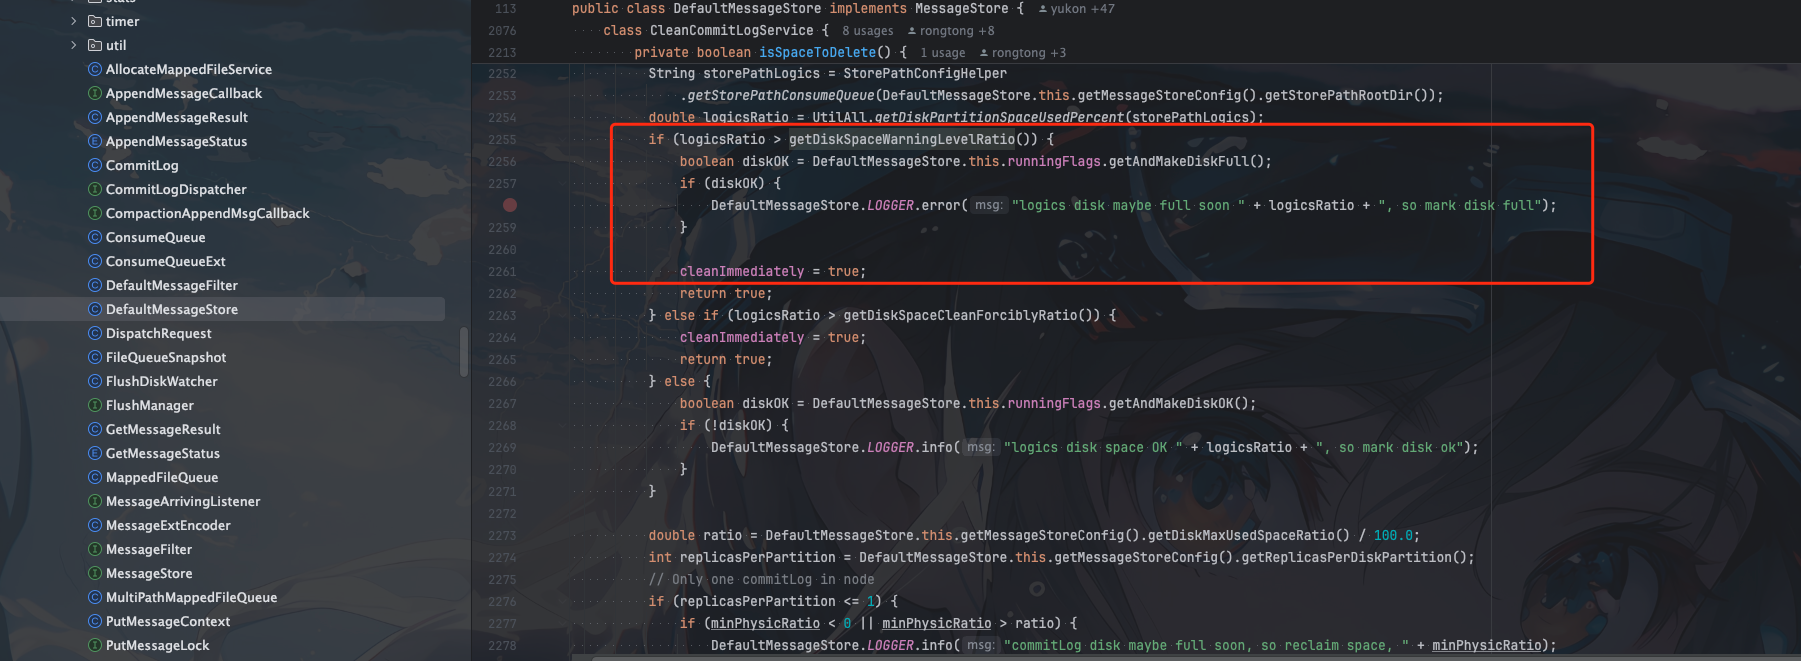 stats
timer
util
AllocateMappedFileService
AppendMessageCallback
AppendMessageResult
AppendMessageStatus
CommitLog
CommitLogDispatcher
CompactionAppendMsgCallback
ConsumeQueue
ConsumeQueueExt
DefaultMessageFilter
DefaultMessageStore
DispatchRequest
FileQueueSnapshot
FlushDiskWatcher
FlushManager
GetMessageResult
GetMessageStatus
MappedFileQueue
MessageArrivingListener
MessageExtEncoder
MessageFilter
MessageStore
MultiPathMappedFileQueue
PutMessageContext
PutMessageLock
113 public class DefaultMessageStore implements MessageStore { yukon +47
2076 class CleanCommitLogService { 8 usages rongtong +8
2213 private boolean isSpaceToDelete() { 1 usage rongtong +3
2252 String storePathLogics = StorePathConfigHelper
2253 .getStorePathConsumeQueue(DefaultMessageStore.this.getMessageStoreConfig().getStorePathRootDir());
2254 double logicsRatio = UtilAll.getDiskPartitionSpaceUsedPercent(storePathLogics);
2255 if (logicsRatio > getDiskSpaceWarningLevelRatio()) {
2256 boolean diskOK = DefaultMessageStore.this.runningFlags.getAndMakeDiskFull();
2257 if (diskOK) {
DefaultMessageStore.LOGGER.error( msg: "logics disk maybe full soon " + logicsRatio + ", so mark disk full");
2259 }
2260
2261 cleanImmediately = true;
2262 return true;
2263 } else if (logicsRatio > getDiskSpaceCleanForciblyRatio()) {
2264 cleanImmediately = true;
2265 return true;
2266 } else {
2267 boolean diskOK = DefaultMessageStore.this.runningFlags.getAndMakeDiskOK();
2268 if (!diskOK) {
2269 DefaultMessageStore.LOGGER.info( msg: "logics disk space OK " + logicsRatio + ", so mark disk ok");
2270 }
2271 }
2272
2273 double ratio = DefaultMessageStore.this.getMessageStoreConfig().getDiskMaxUsedSpaceRatio() / 100.0;
2274 int replicasPerPartition = DefaultMessageStore.this.getMessageStoreConfig().getReplicasPerDiskPartition();
2275 // Only one commitLog in node
2276 if (replicasPerPartition <= 1) {
2277 if (minPhysicRatio < 0 || minPhysicRatio > ratio) {
2278 DefaultMessageStore.LOGGER.info( msg: "commitLog disk maybe full soon, so reclaim space, " + minPhysicRatio);